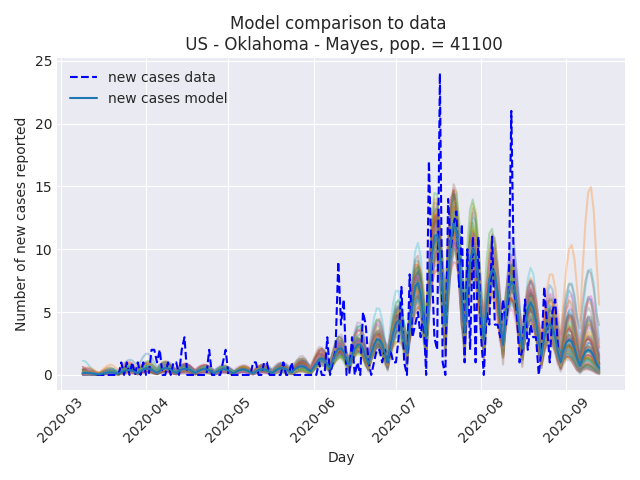 Model comparison to data
US - Oklahoma - Mayes, pop. = 41100
new cases data
new cases model
Number of new cases reported
25
20
15
10
5
0
2020-03
2020-04
2020-05
2020-06
2020-07
2020-08
2020-09
Day